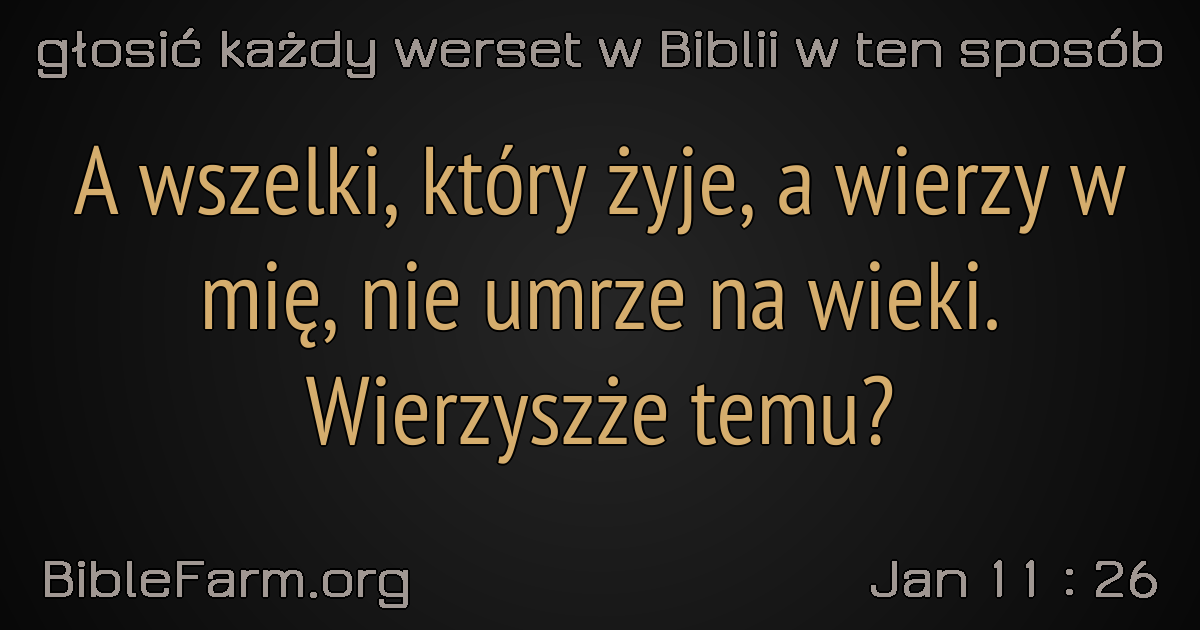 głosić każdy werset w Biblii w ten sposób
A wszelki, który żyje, a wierzy w
mię, nie umrze na wieki.
Wierzyszże temu?
BibleFarm.org
Jan 11 : 26